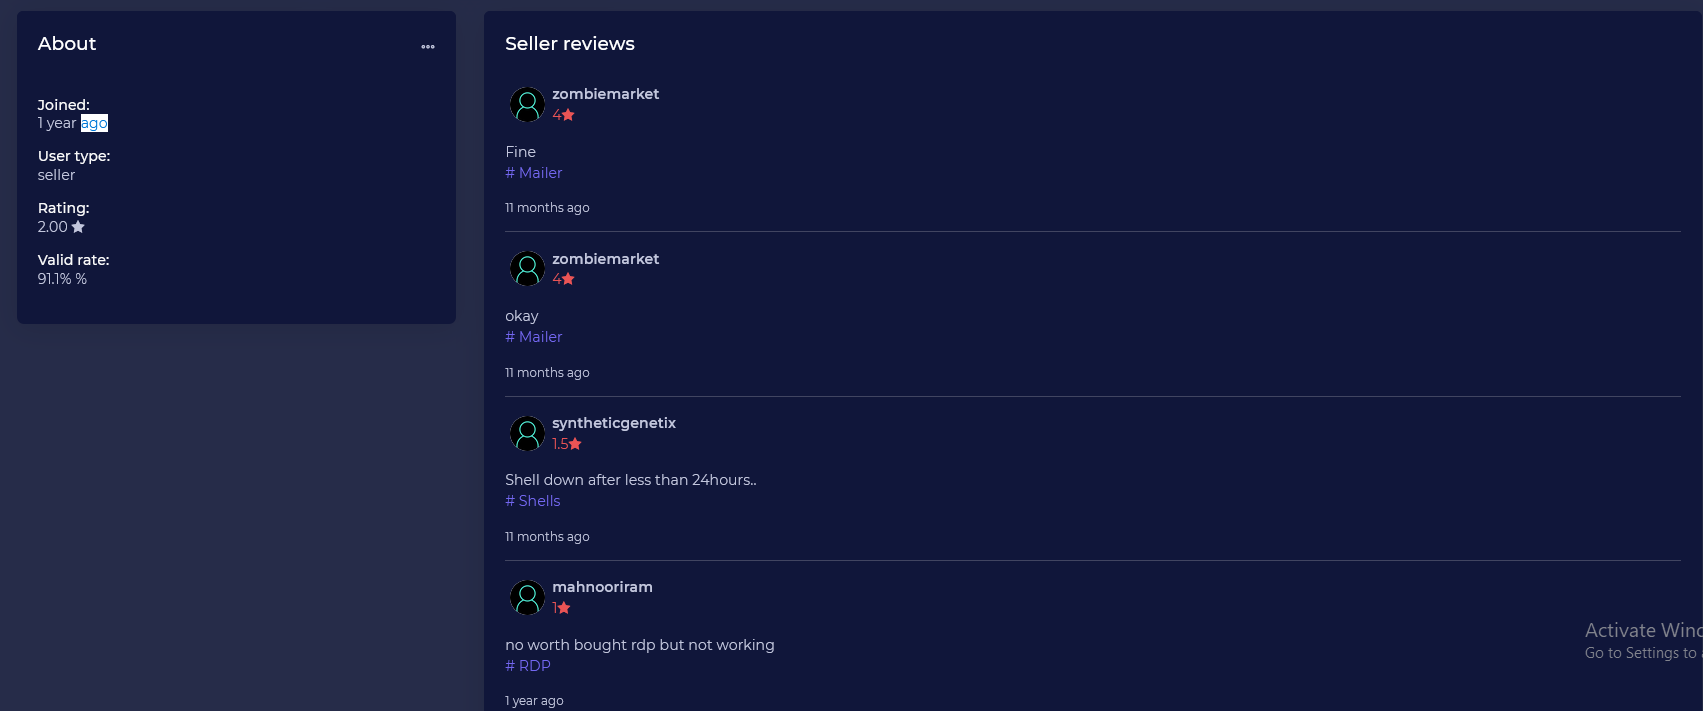 About
Joined:
1 year ago
User type:
seller
Rating:
2.00
Valid rate:
91.1% %
Seller reviews
zombiemarket
4
Fine
# Mailer
11 months ago
zombiemarket
4
okay
# Mailer
11 months ago
syntheticgenetix
1.5
Shell down after less than 24hours..
# Shells
11 months ago
mahnooriram
1
no worth bought rdp but not working
# RDP
1 year ago
Activate Winc
Go to Settings to